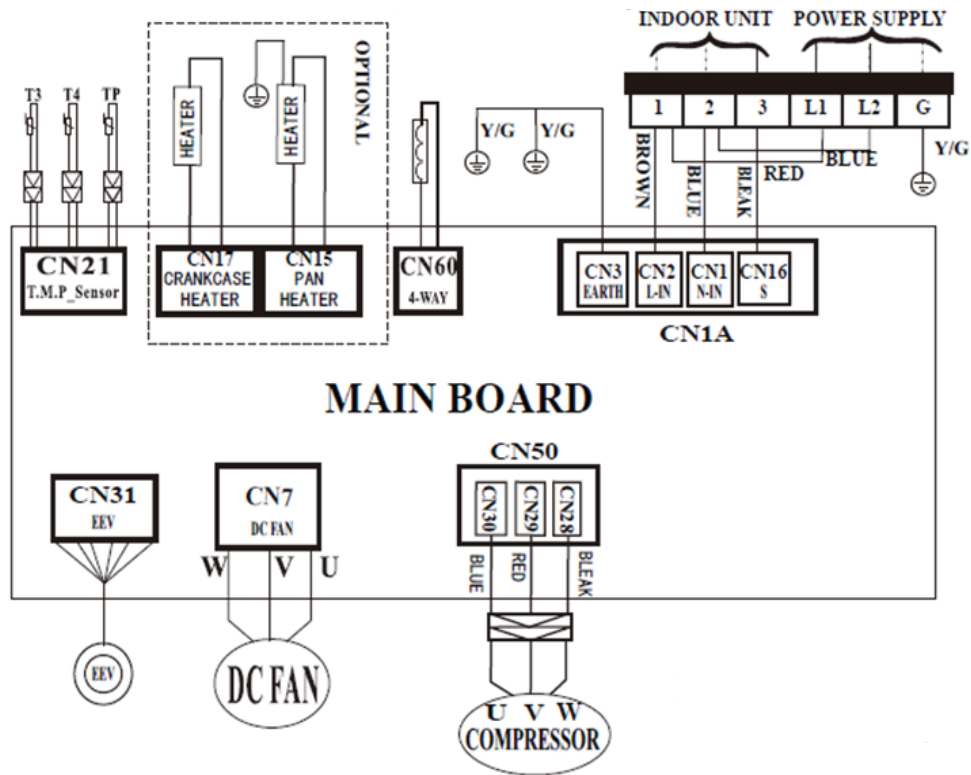 INDOOR UNIT POWER SUPPLY
T3 T4 TP
OPTIONAL
HEATER
HEATER
1 2 3 L1 L2 G
Y/G Y/G
BROWN
BLUE
BLEAK
RED
BLUE
Y/G
CN21
T.M.P_Sensor
CN17
CRANKCASE
HEATER
CN15
PAN
HEATER
CN60
4-WAY
CN3
EARTH
CN2
L-IN
CN1
N-IN
CN16
S
CN1A
MAIN BOARD
CN31
EEV
CN7
DC FAN
W V U
CN50
CN30
CN29
CN28
BLUE
RED
BLEAK
EEV
DC FAN
U V W
COMPRESSOR